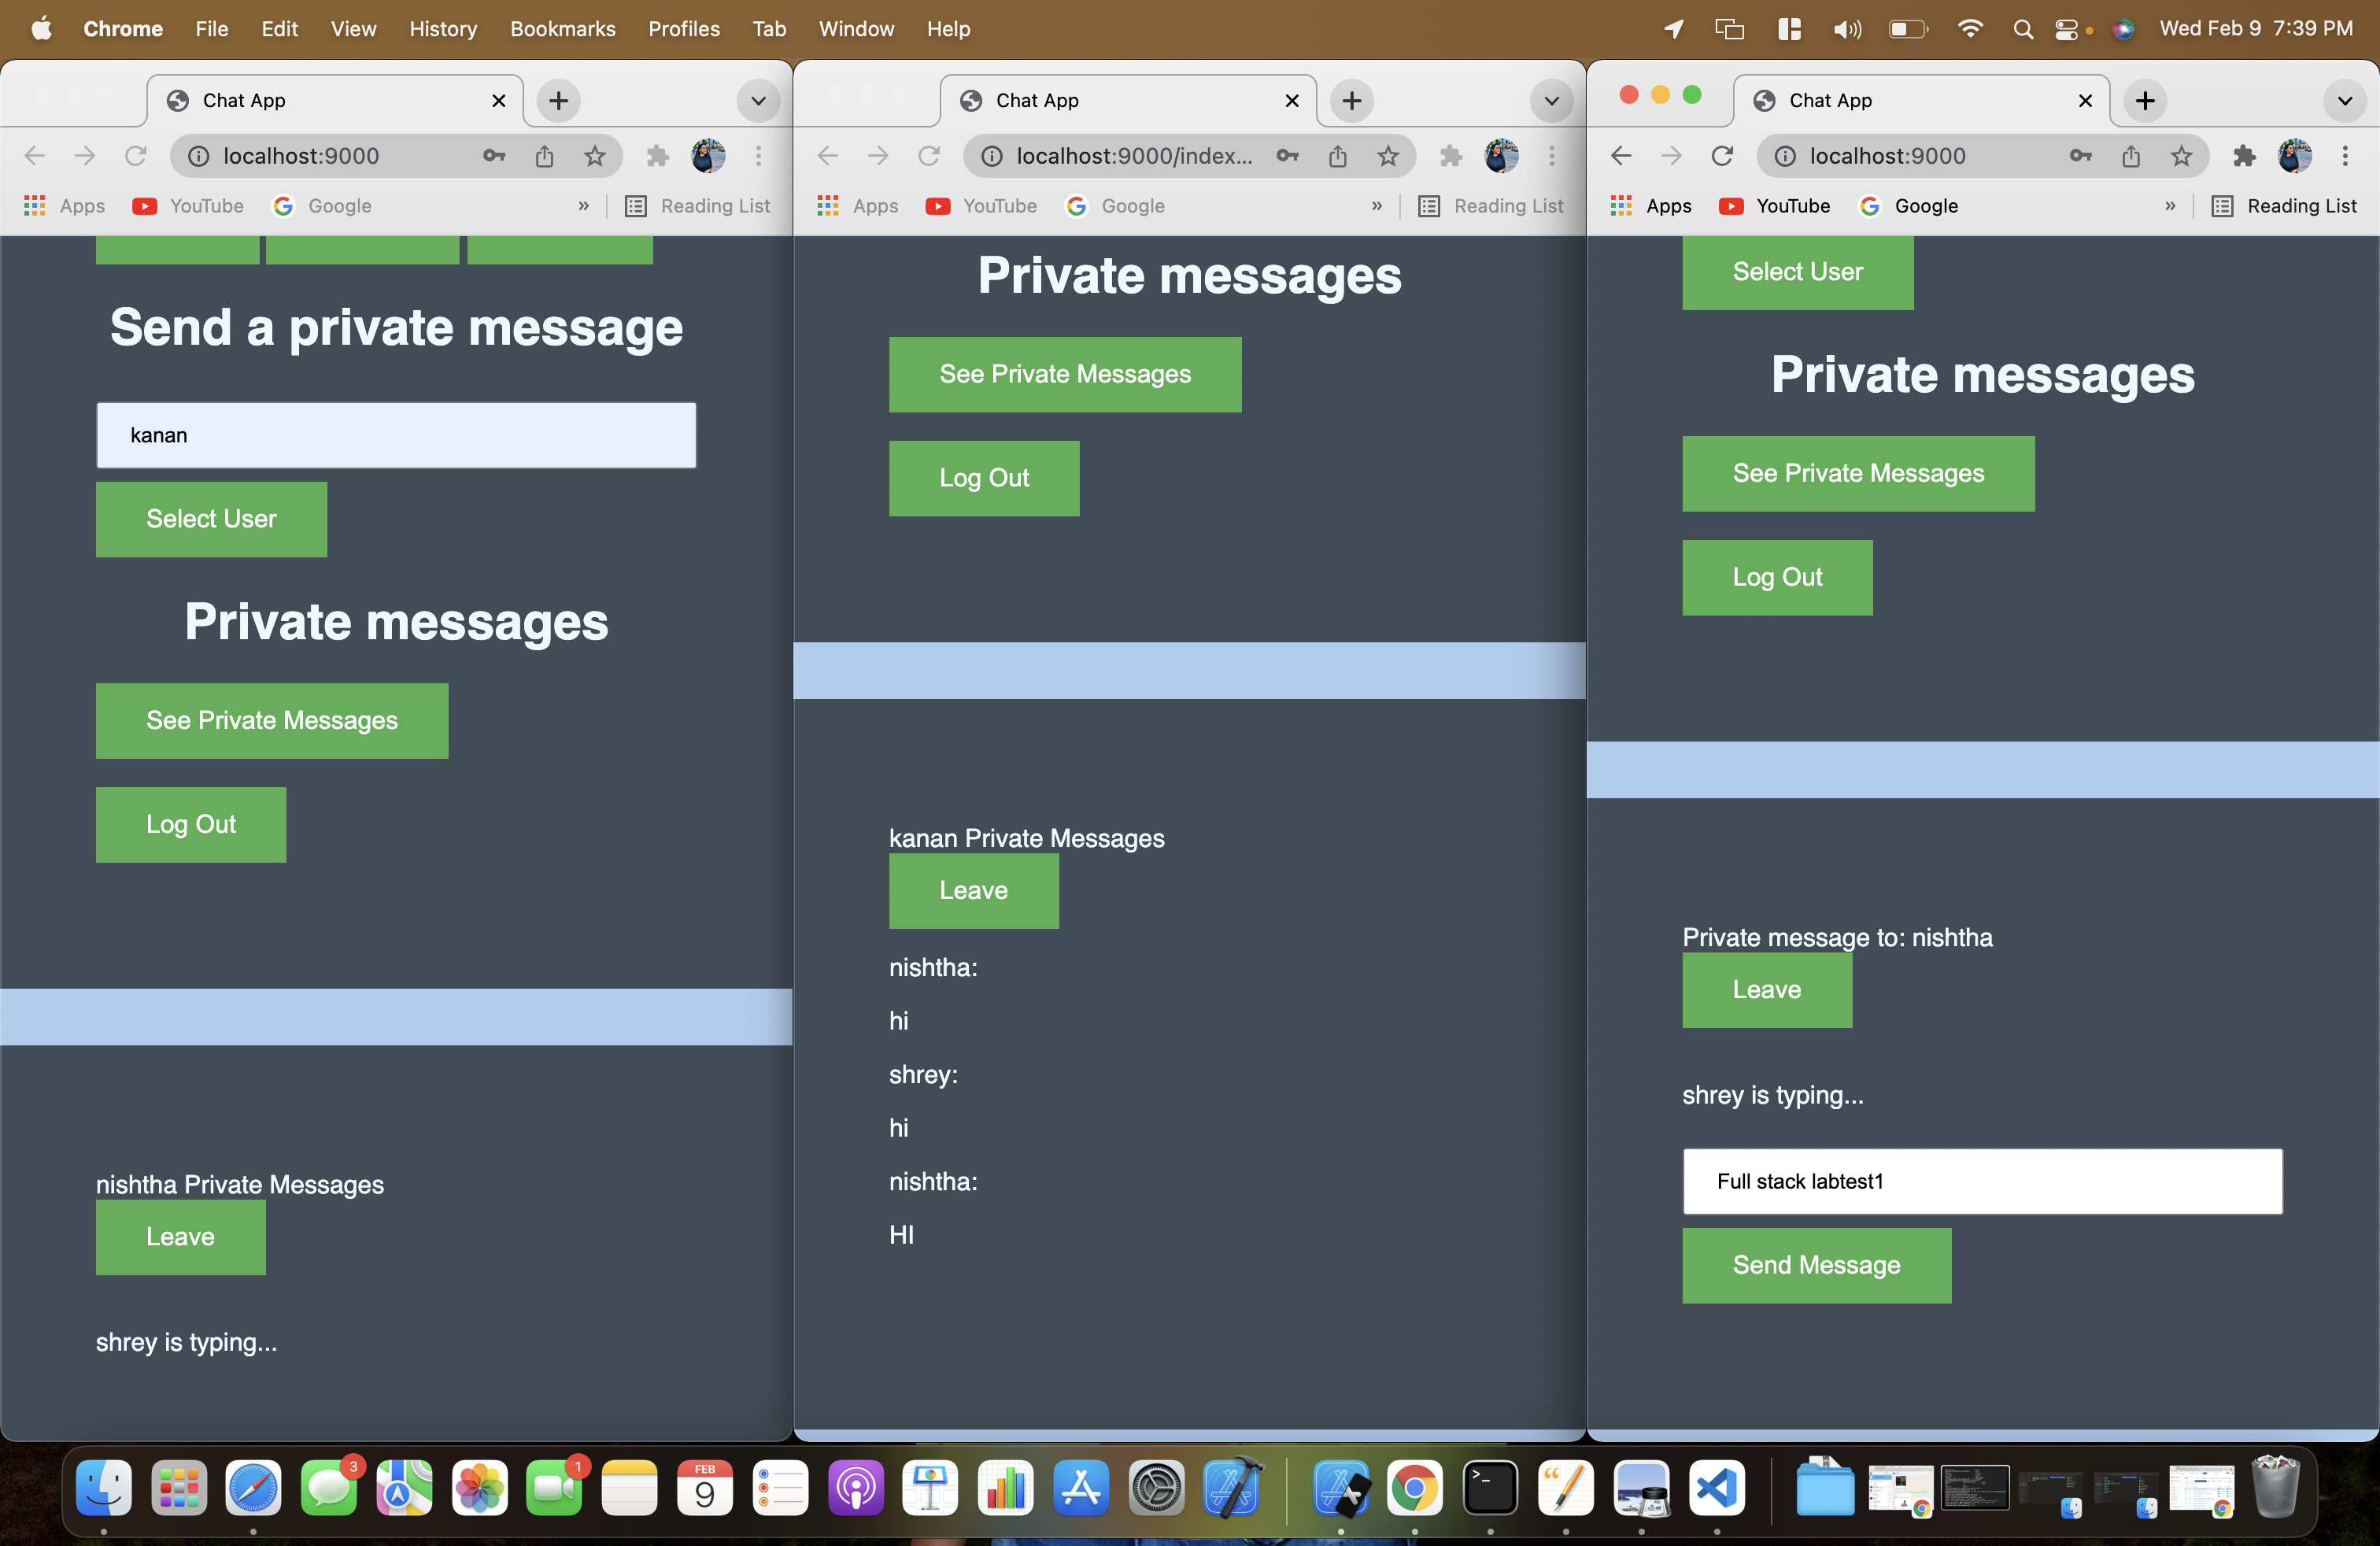 Chrome File Edit View History Bookmarks Profiles Tab Window Help Wed Feb 9 7:39 PM
Chat App
localhost:9000
Apps YouTube Google » Reading List
Send a private message
kanan
Select User
Private messages
See Private Messages
Log Out
nishtha Private Messages
Leave
shrey is typing...
Chat App
localhost:9000/index...
Apps YouTube Google » Reading List
Private messages
See Private Messages
Log Out
kanan Private Messages
Leave
nishtha:
hi
shrey:
hi
nishtha:
HI
Chat App
localhost:9000
Apps YouTube Google » Reading List
Select User
Private messages
See Private Messages
Log Out
Private message to: nishtha
Leave
shrey is typing...
Full stack labtest1
Send Message
3
1
FEB
9